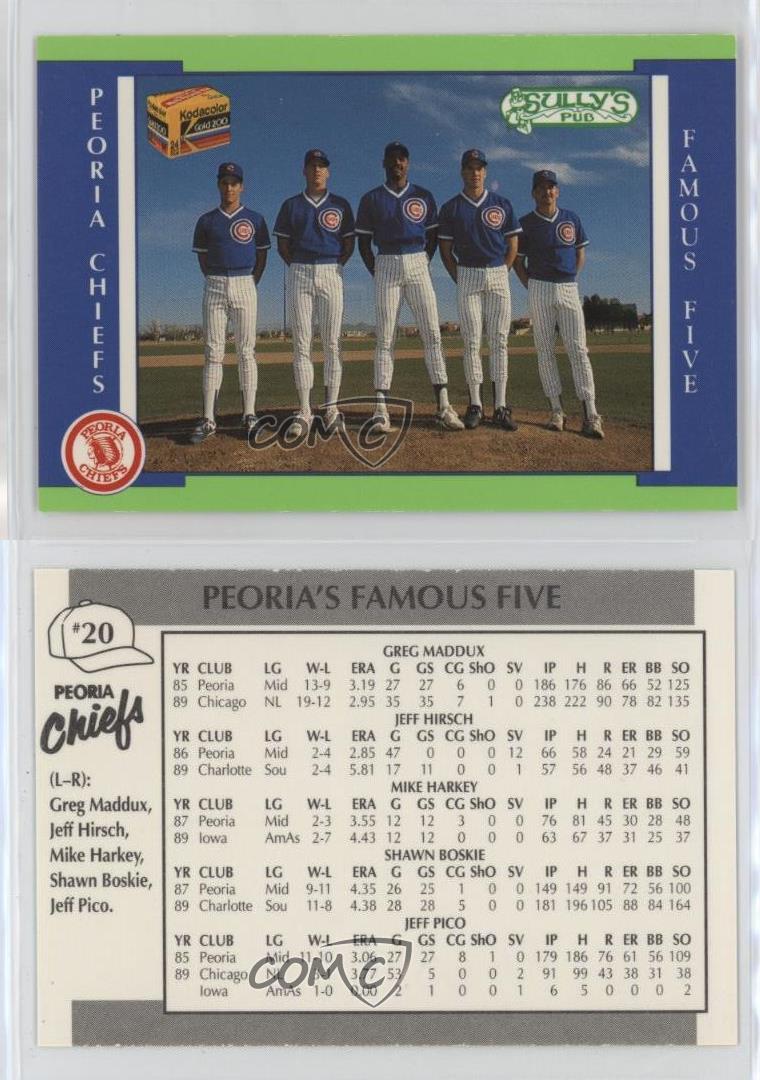 PEORIA CHIEFS
Kodacolor
Gold 200
24
SULLY'S
PUB
FAMOUS FIVE
PEORIA
CHIEFS
COMC
PEORIA'S FAMOUS FIVE
#20
PEORIA
Chiefs
(L–R):
Greg Maddux,
Jeff Hirsch,
Mike Harkey,
Shawn Boskie,
Jeff Pico.
GREG MADDUX
YR CLUB LG W-L ERA G GS CG ShO SV IP H R ER BB SO
85 Peoria Mid 13-9 3.19 27 27 6 0 0 186 176 86 66 52 125
89 Chicago NL 19-12 2.95 35 35 7 1 0 238 222 90 78 82 135
JEFF HIRSCH
YR CLUB LG W-L ERA G GS CG ShO SV IP H R ER BB SO
86 Peoria Mid 2-4 2.85 47 0 0 0 12 66 58 24 21 29 59
89 Charlotte Sou 2-4 5.81 17 11 0 0 1 57 56 48 37 46 41
MIKE HARKEY
YR CLUB LG W-L ERA G GS CG ShO SV IP H R ER BB SO
87 Peoria Mid 2-3 3.55 12 12 3 0 0 76 81 45 30 28 48
89 Iowa AmAs 2-7 4.43 12 12 0 0 0 63 67 37 31 25 37
SHAWN BOSKIE
YR CLUB LG W-L ERA G GS CG ShO SV IP H R ER BB SO
87 Peoria Mid 9-11 4.35 26 25 1 0 0 149 149 91 72 56 100
89 Charlotte Sou 11-8 4.38 28 28 5 0 0 181 196 105 88 84 164
JEFF PICO
YR CLUB LG W-L ERA G GS CG ShO SV IP H R ER BB SO
85 Peoria Mid 11-10 3.06 27 27 8 1 0 179 186 76 61 56 109
89 Chicago NL 3-1 3.77 53 5 0 0 2 91 99 43 38 31 38
Iowa AmAs 1-0 0.00 2 1 0 0 1 6 5 0 0 0 2
COMC